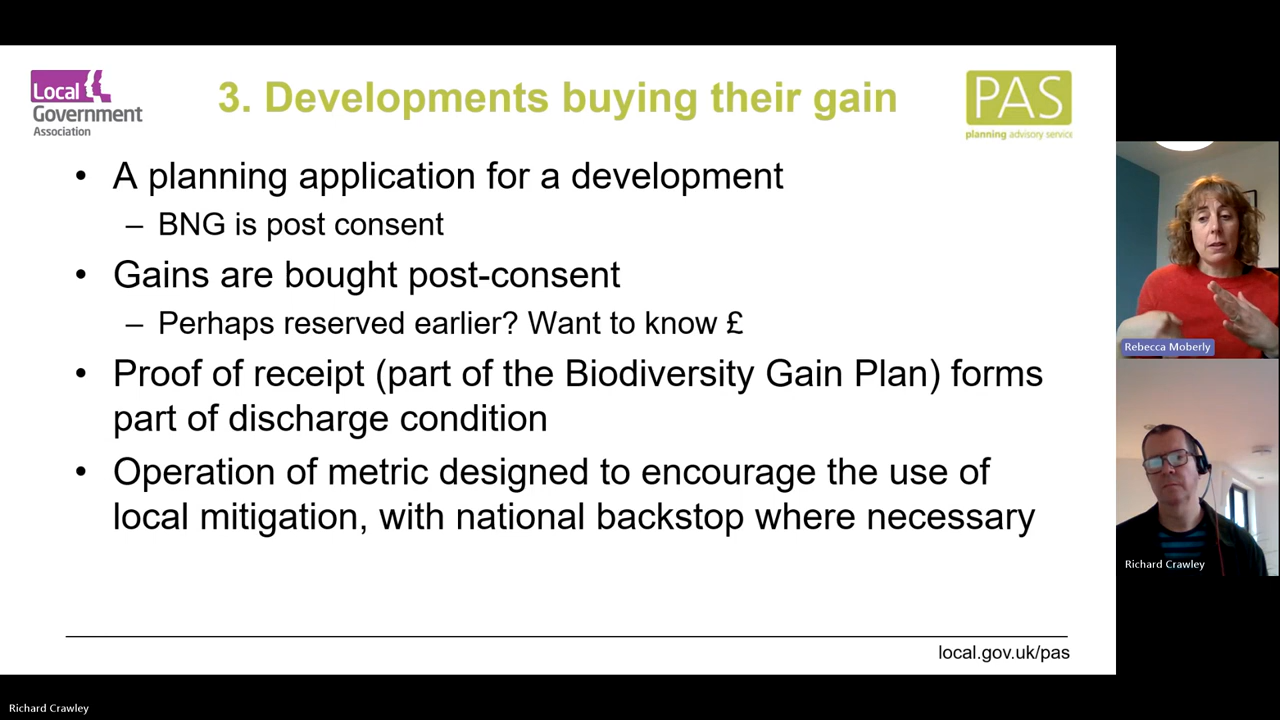 Local
Government
Association
3. Developments buying their gain
PAS
planning advisory service
• A planning application for a development
– BNG is post consent
• Gains are bought post-consent
– Perhaps reserved earlier? Want to know £
• Proof of receipt (part of the Biodiversity Gain Plan) forms
part of discharge condition
• Operation of metric designed to encourage the use of
local mitigation, with national backstop where necessary
local.gov.uk/pas
Rebecca Moberly
Richard Crawley
Richard Crawley